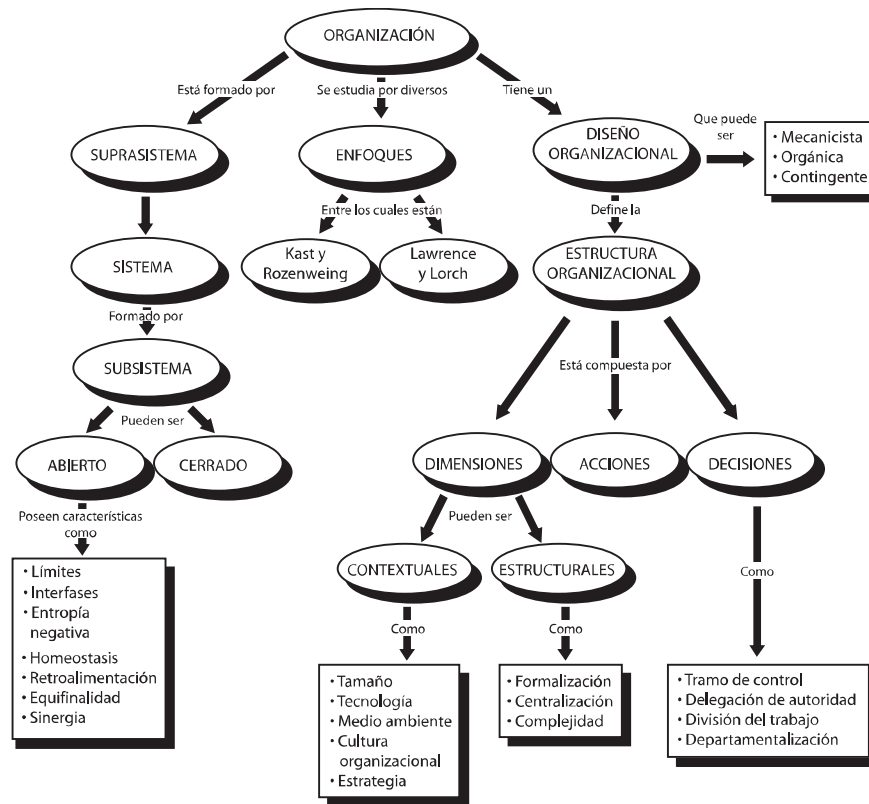 ORGANIZACIÓN
Está formado por
Se estudia por diversos
Tiene un
SUPRASISTEMA
ENFOQUES
DISEÑO
ORGANIZACIONAL
Que puede
ser
• Mecanicista
• Orgánica
• Contingente
Entre los cuales están
Define la
SISTEMA
Kast y
Rozenweing
Lawrence
y Lorch
ESTRUCTURA
ORGANIZACIONAL
Formado por
SUBSISTEMA
Está compuesta por
Pueden ser
ABIERTO
CERRADO
DIMENSIONES
ACCIONES
DECISIONES
Poseen características
como
Pueden ser
• Límites
• Interfases
• Entropía
negativa
• Homeostasis
• Retroalimentación
• Equifinalidad
• Sinergia
CONTEXTUALES
ESTRUCTURALES
Como
Como
Como
• Tamaño
• Tecnología
• Medio ambiente
• Cultura
organizacional
• Estrategia
• Formalización
• Centralización
• Complejidad
• Tramo de control
• Delegación de autoridad
• División del trabajo
• Departamentalización